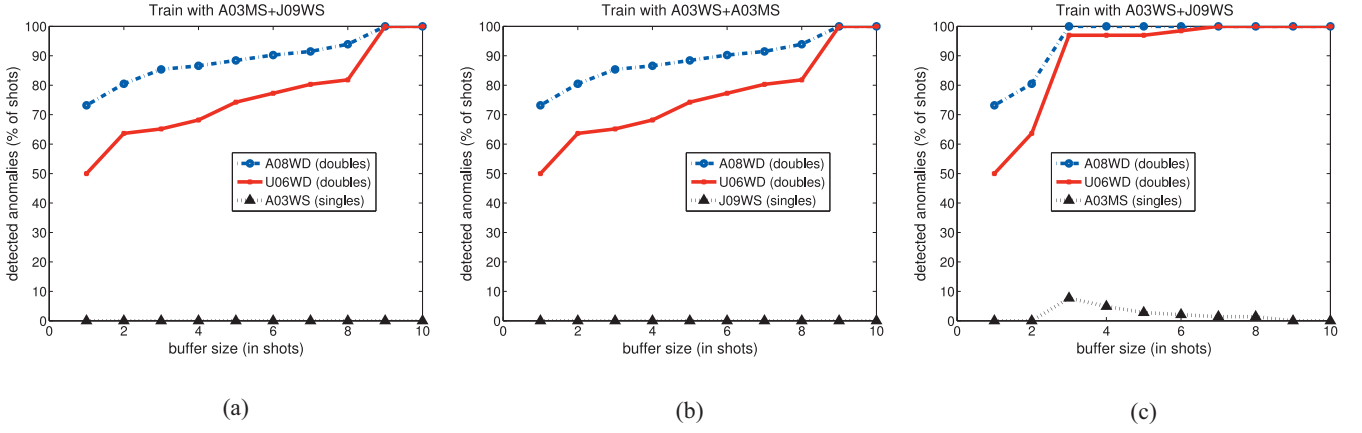 Train with A03MS+J09WS
100
90
80
70
60
50
40
30
20
10
0
detected anomalies (% of shots)
A08WD (doubles)
U06WD (doubles)
A03WS (singles)
0 2 4 6 8 10
buffer size (in shots)
(a)
Train with A03WS+A03MS
100
90
80
70
60
50
40
30
20
10
0
detected anomalies (% of shots)
A08WD (doubles)
U06WD (doubles)
J09WS (singles)
0 2 4 6 8 10
buffer size (in shots)
(b)
Train with A03WS+J09WS
100
90
80
70
60
50
40
30
20
10
0
detected anomalies (% of shots)
A08WD (doubles)
U06WD (doubles)
A03MS (singles)
0 2 4 6 8 10
buffer size (in shots)
(c)